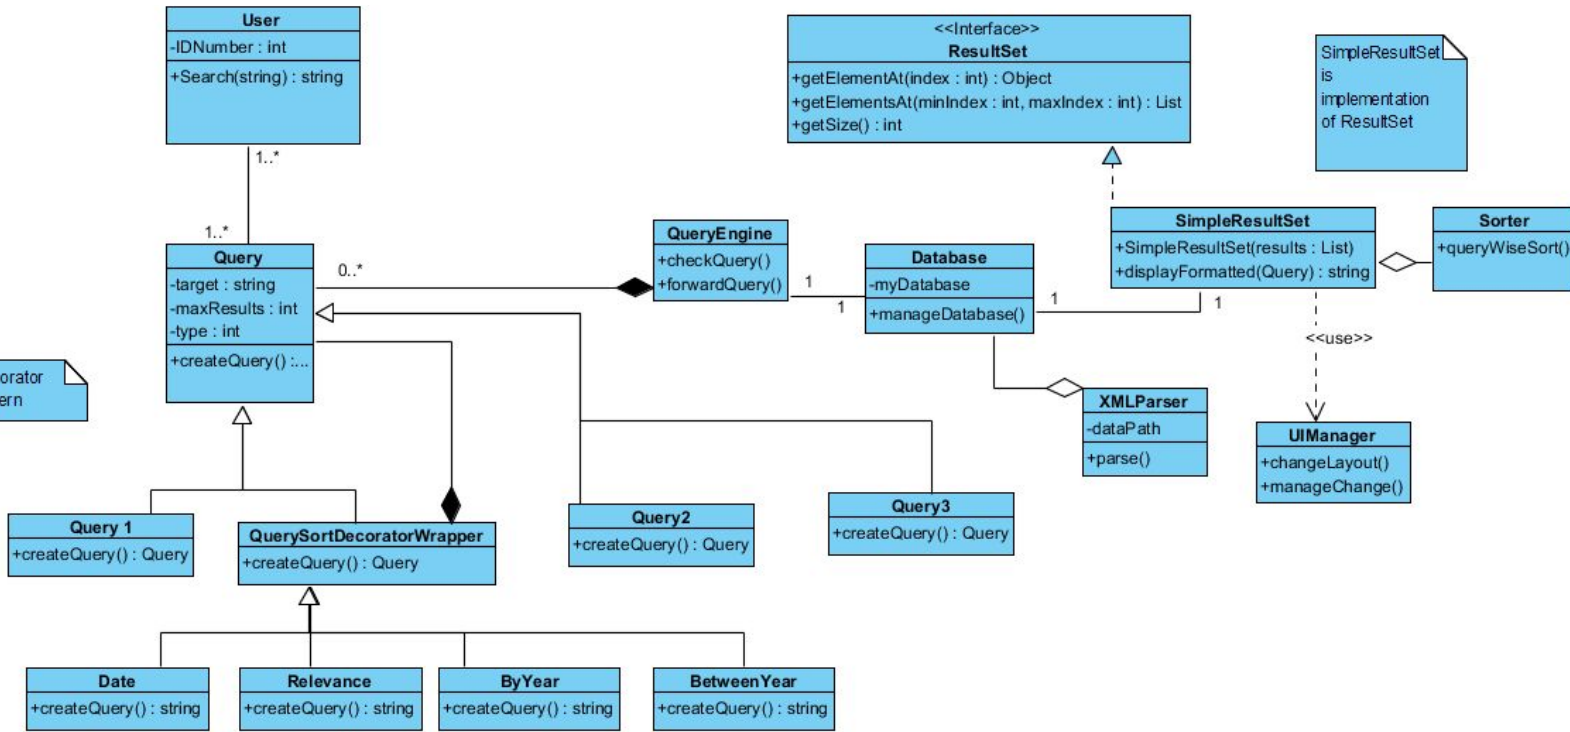 User
-IDNumber : int
+Search(string) : string
1..*
1..*
<<Interface>>
ResultSet
+getElementAt(index : int) : Object
+getElementsAt(minIndex : int, maxIndex : int) : List
+getSize() : int
SimpleResultSet
is
implementation
of ResultSet
Query
-target : string
-maxResults : int
-type : int
+createQuery() :...
0..*
QueryEngine
+checkQuery()
+forwardQuery()
1
1
Database
-myDatabase
+manageDatabase()
1
1
SimpleResultSet
+SimpleResultSet(results : List)
+displayFormatted(Query) : string
Sorter
+queryWiseSort()
<<use>>
orator
ern
XMLParser
-dataPath
+parse()
UIManager
+changeLayout()
+manageChange()
Query 1
+createQuery() : Query
QuerySortDecoratorWrapper
+createQuery() : Query
Query2
+createQuery() : Query
Query3
+createQuery() : Query
Date
+createQuery() : string
Relevance
+createQuery() : string
ByYear
+createQuery() : string
BetweenYear
+createQuery() : string